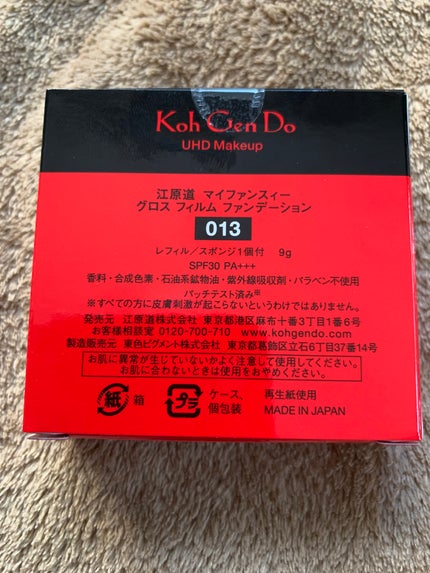 Koh Gen Do
UHD Makeup
江原道 マイファンスィー
グロス フィルム ファンデーション
013
レフィル/スポンジ1個付 9g
SPF30 PA+++
香料・合成色素・石油系鉱物油・紫外線吸収剤・パラベン不使用
パッチテスト済み※
※すべての方に皮膚刺激が起こらないというわけではありません。
発売元 江原道株式会社 東京都港区麻布十番3丁目1番6号
お客様相談室 0120-700-710 www.kohgendo.com
製造販売元 東色ピグメント株式会社 東京都葛飾区立石6丁目37番14号
お肌に異常が生じていないかよく注意して使用してください。
お肌に合わないときは使用をおやめください。
紙 箱 プラ ケース、個包装 再生紙使用
MADE IN JAPAN